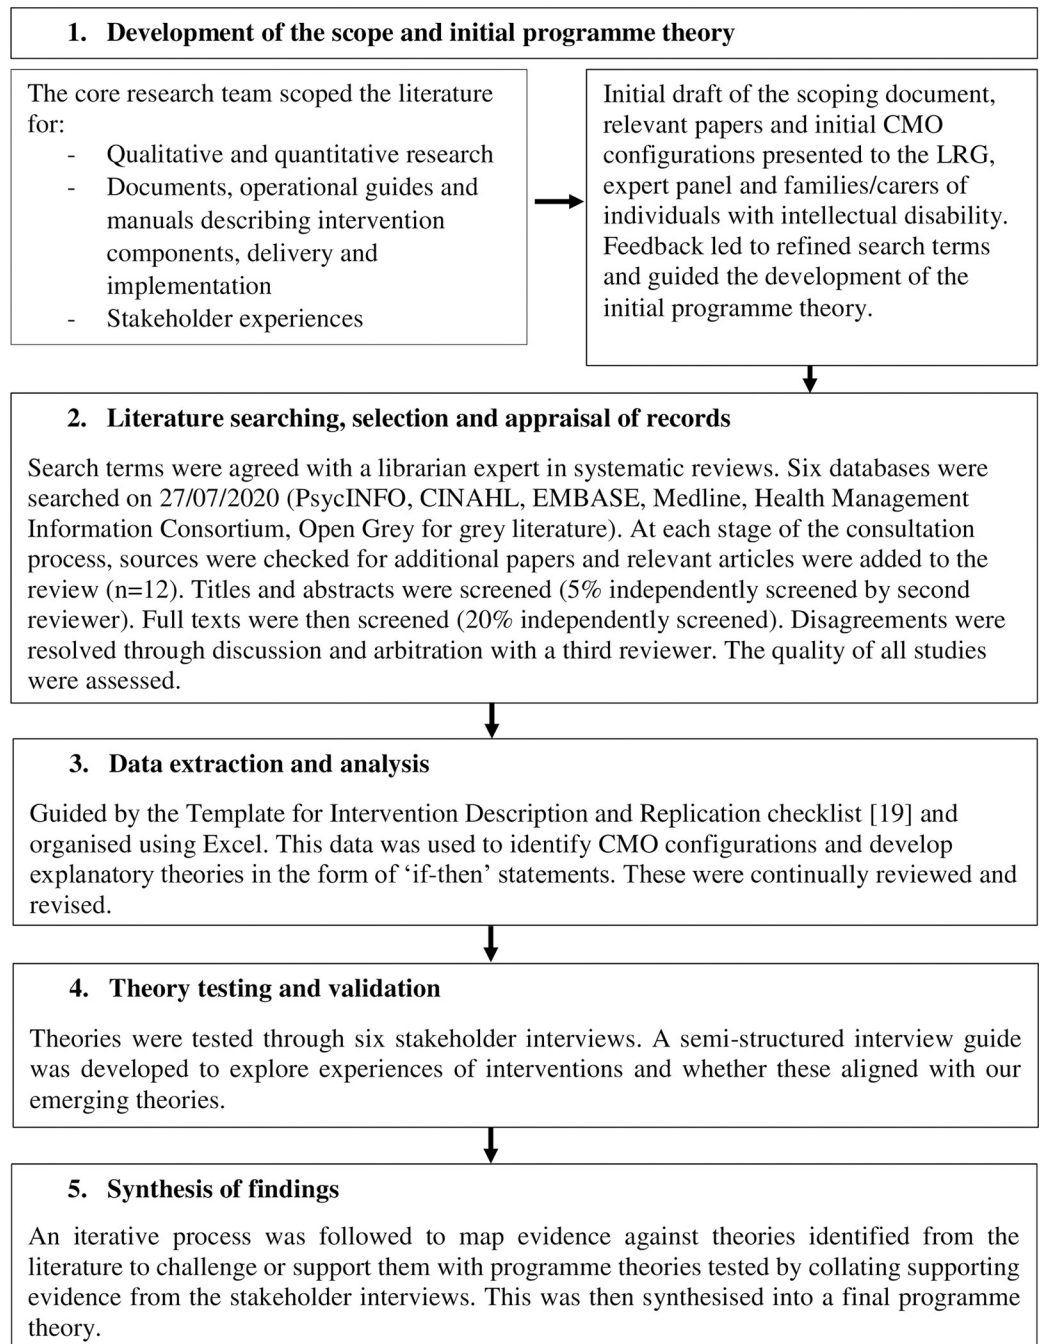 1. Development of the scope and initial programme theory
The core research team scoped the literature
for:
- Qualitative and quantitative research
- Documents, operational guides and
manuals describing intervention
components, delivery and
implementation
- Stakeholder experiences
Initial draft of the scoping document,
relevant papers and initial CMO
configurations presented to the LRG,
expert panel and families/carers of
individuals with intellectual disability.
Feedback led to refined search terms
and guided the development of the
initial programme theory.
2. Literature searching, selection and appraisal of records
Search terms were agreed with a librarian expert in systematic reviews. Six databases were
searched on 27/07/2020 (PsycINFO, CINAHL, EMBASE, Medline, Health Management
Information Consortium, Open Grey for grey literature). At each stage of the consultation
process, sources were checked for additional papers and relevant articles were added to the
review (n=12). Titles and abstracts were screened (5% independently screened by second
reviewer). Full texts were then screened (20% independently screened). Disagreements were
resolved through discussion and arbitration with a third reviewer. The quality of all studies
were assessed.
3. Data extraction and analysis
Guided by the Template for Intervention Description and Replication checklist [19] and
organised using Excel. This data was used to identify CMO configurations and develop
explanatory theories in the form of ‘if-then’ statements. These were continually reviewed and
revised.
4. Theory testing and validation
Theories were tested through six stakeholder interviews. A semi-structured interview guide
was developed to explore experiences of interventions and whether these aligned with our
emerging theories.
5. Synthesis of findings
An iterative process was followed to map evidence against theories identified from the
literature to challenge or support them with programme theories tested by collating supporting
evidence from the stakeholder interviews. This was then synthesised into a final programme
theory.